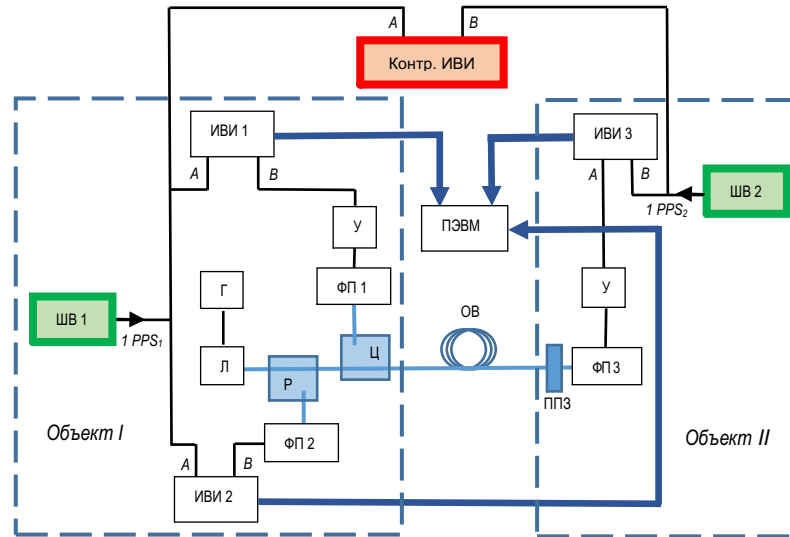 A
B
Контр. ИВИ
ИВИ 1
A
B
ИВИ 3
A
B
ШВ 2
1 PPS₂
У
ПЭВМ
ФП 1
У
Г
ШВ 1
1 PPS₁
ОВ
Ц
Л
Р
ФП 3
ППЗ
Объект I
ФП 2
Объект II
A
B
ИВИ 2